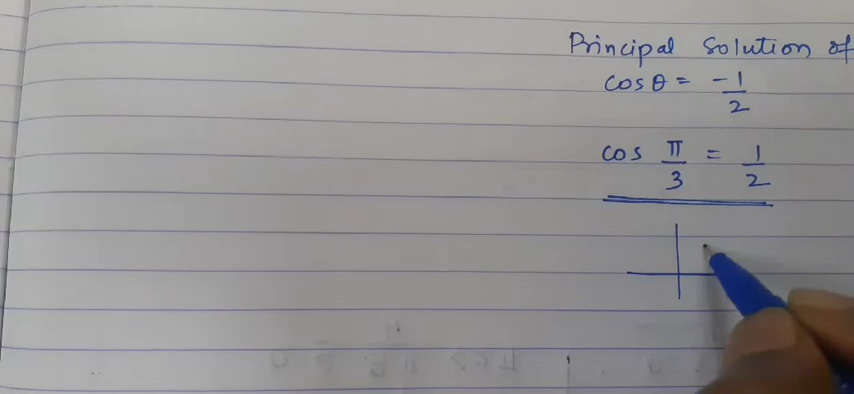 Principal Solution of
cos θ = -1/2
cos π/3 = 1/2